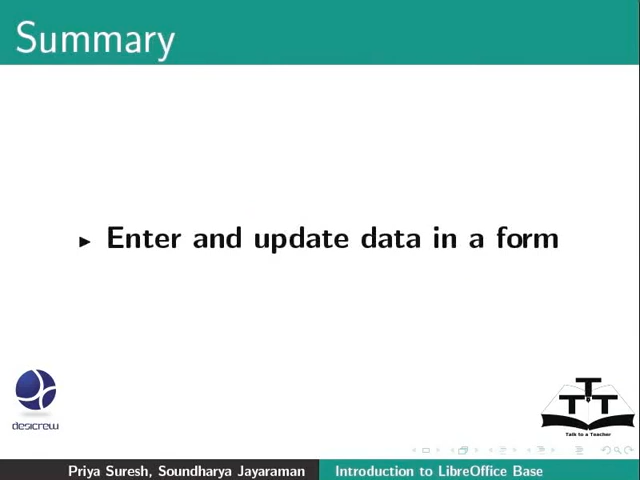 Summary
Enter and update data in a form
desicrew
T
T T
Talk to a Teacher
Priya Suresh, Soundharya Jayaraman
Introduction to LibreOffice Base